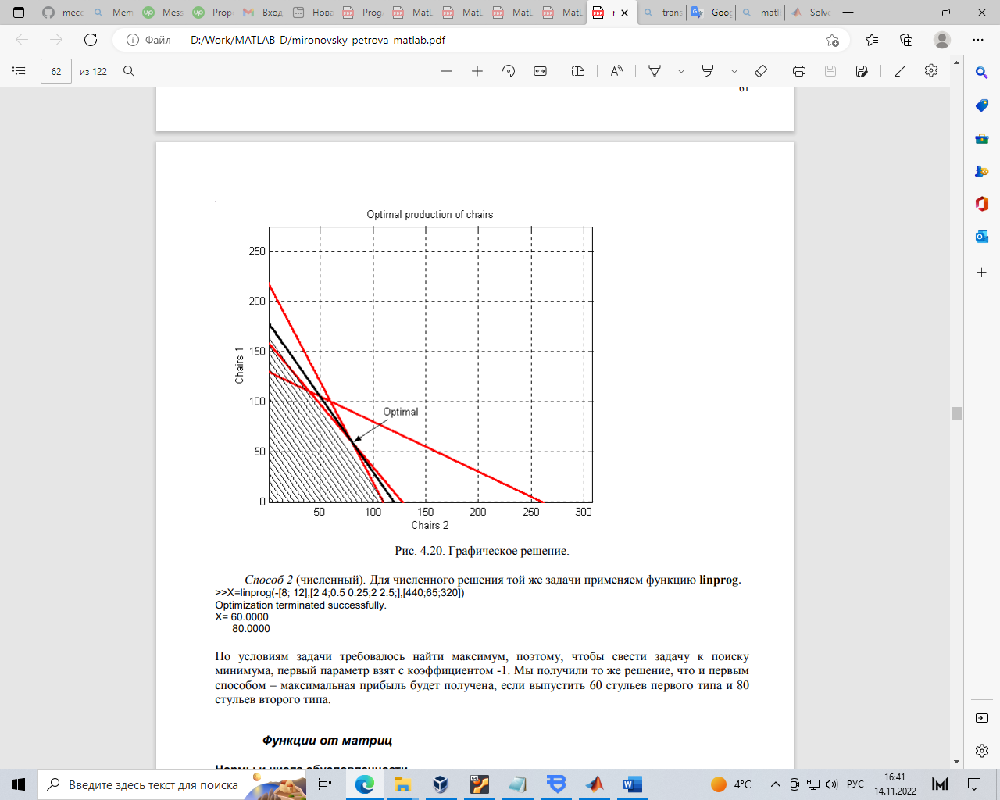 mecc
Mem
Mess
Prop
Вход
Нова
Prog
MatL
MatL
MatL
MatL
trans
Goog
matl
Solve
Файл
D:/Work/MATLAB_D/mironovsky_petrova_matlab.pdf
62
из 122
61
Optimal production of chairs
250
200
150
100
50
0
Chairs 1
Optimal
50 100 150 200 250 300
Chairs 2
Рис. 4.20. Графическое решение.
Способ 2 (численный). Для численного решения той же задачи применяем функцию linprog.
>>X=linprog(-[8; 12],[2 4;0.5 0.25;2 2.5;],[440;65;320])
Optimization terminated successfully.
X= 60.0000
80.0000
По условиям задачи требовалось найти максимум, поэтому, чтобы свести задачу к поиску
минимума, первый параметр взят с коэффициентом -1. Мы получили то же решение, что и первым
способом – максимальная прибыль будет получена, если выпустить 60 стульев первого типа и 80
стульев второго типа.
Функции от матриц
Нормы и числа обусловленности
Введите здесь текст для поиска
4°C
РУС
16:41
14.11.2022